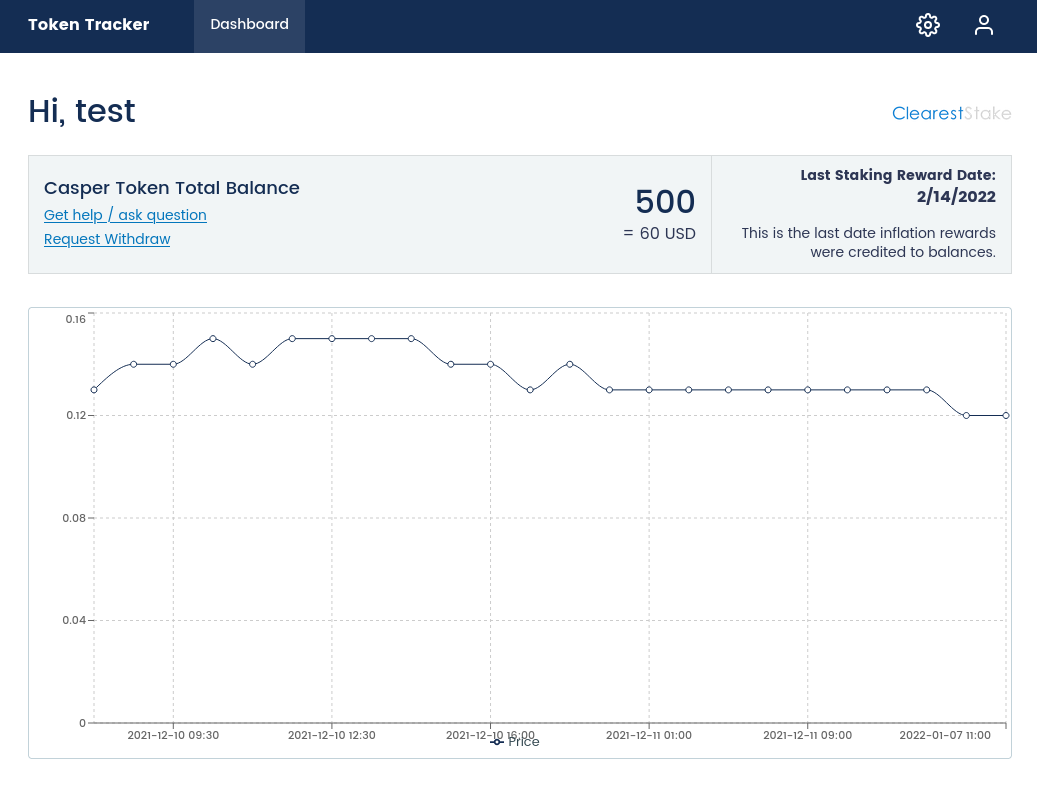 Token Tracker
Dashboard
Hi, test
ClearestStake
Casper Token Total Balance
Get help / ask question
Request Withdraw
500
= 60 USD
Last Staking Reward Date:
2/14/2022
This is the last date inflation rewards
were credited to balances.
0.16
0.12
0.08
0.04
0
2021-12-10 09:30
2021-12-10 12:30
2021-12-10 16:00
2021-12-11 01:00
2021-12-11 09:00
2022-01-07 11:00
Price